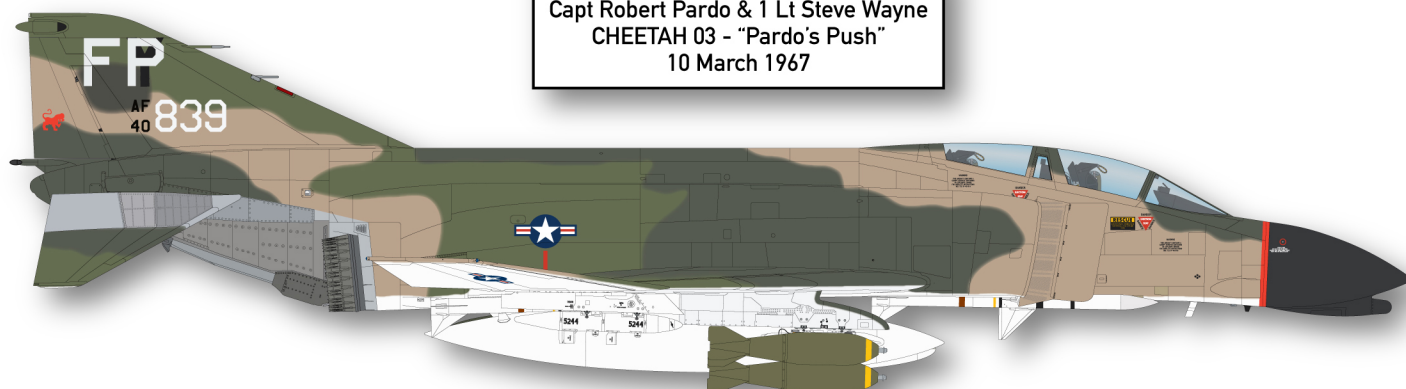 Capt Robert Pardo & 1 Lt Steve Wayne
CHEETAH 03 - “Pardo’s Push”
10 March 1967
FP
AF
40 839
RESCUE
5244
5244